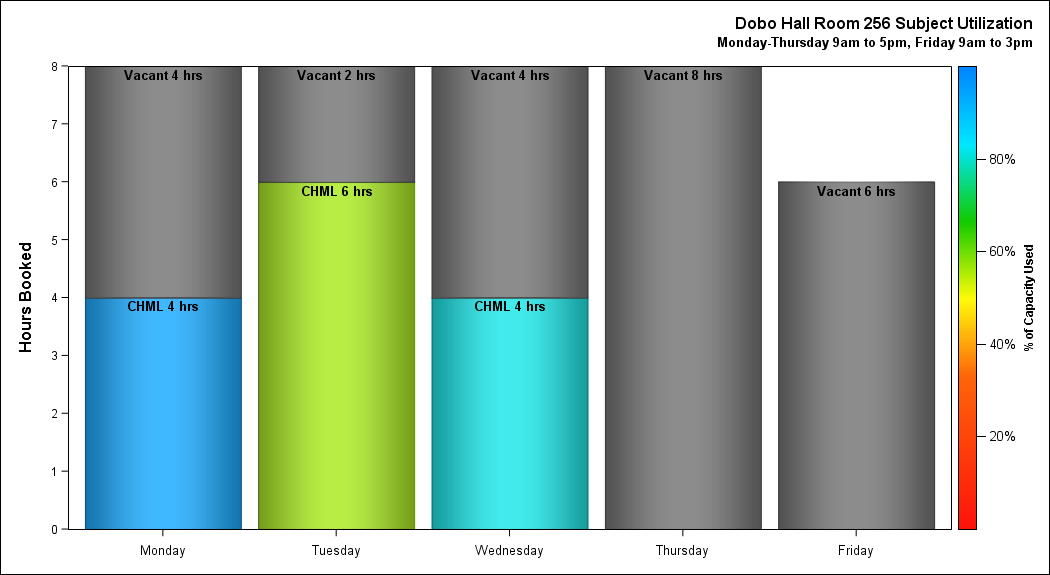 Dobo Hall Room 256 Subject Utilization
Monday-Thursday 9am to 5pm, Friday 9am to 3pm
Hours Booked
8
7
6
5
4
3
2
1
0
Vacant 4 hrs
CHML 4 hrs
Vacant 2 hrs
CHML 6 hrs
Vacant 4 hrs
CHML 4 hrs
Vacant 8 hrs
Vacant 6 hrs
Monday
Tuesday
Wednesday
Thursday
Friday
80%
60%
40%
20%
% of Capacity Used